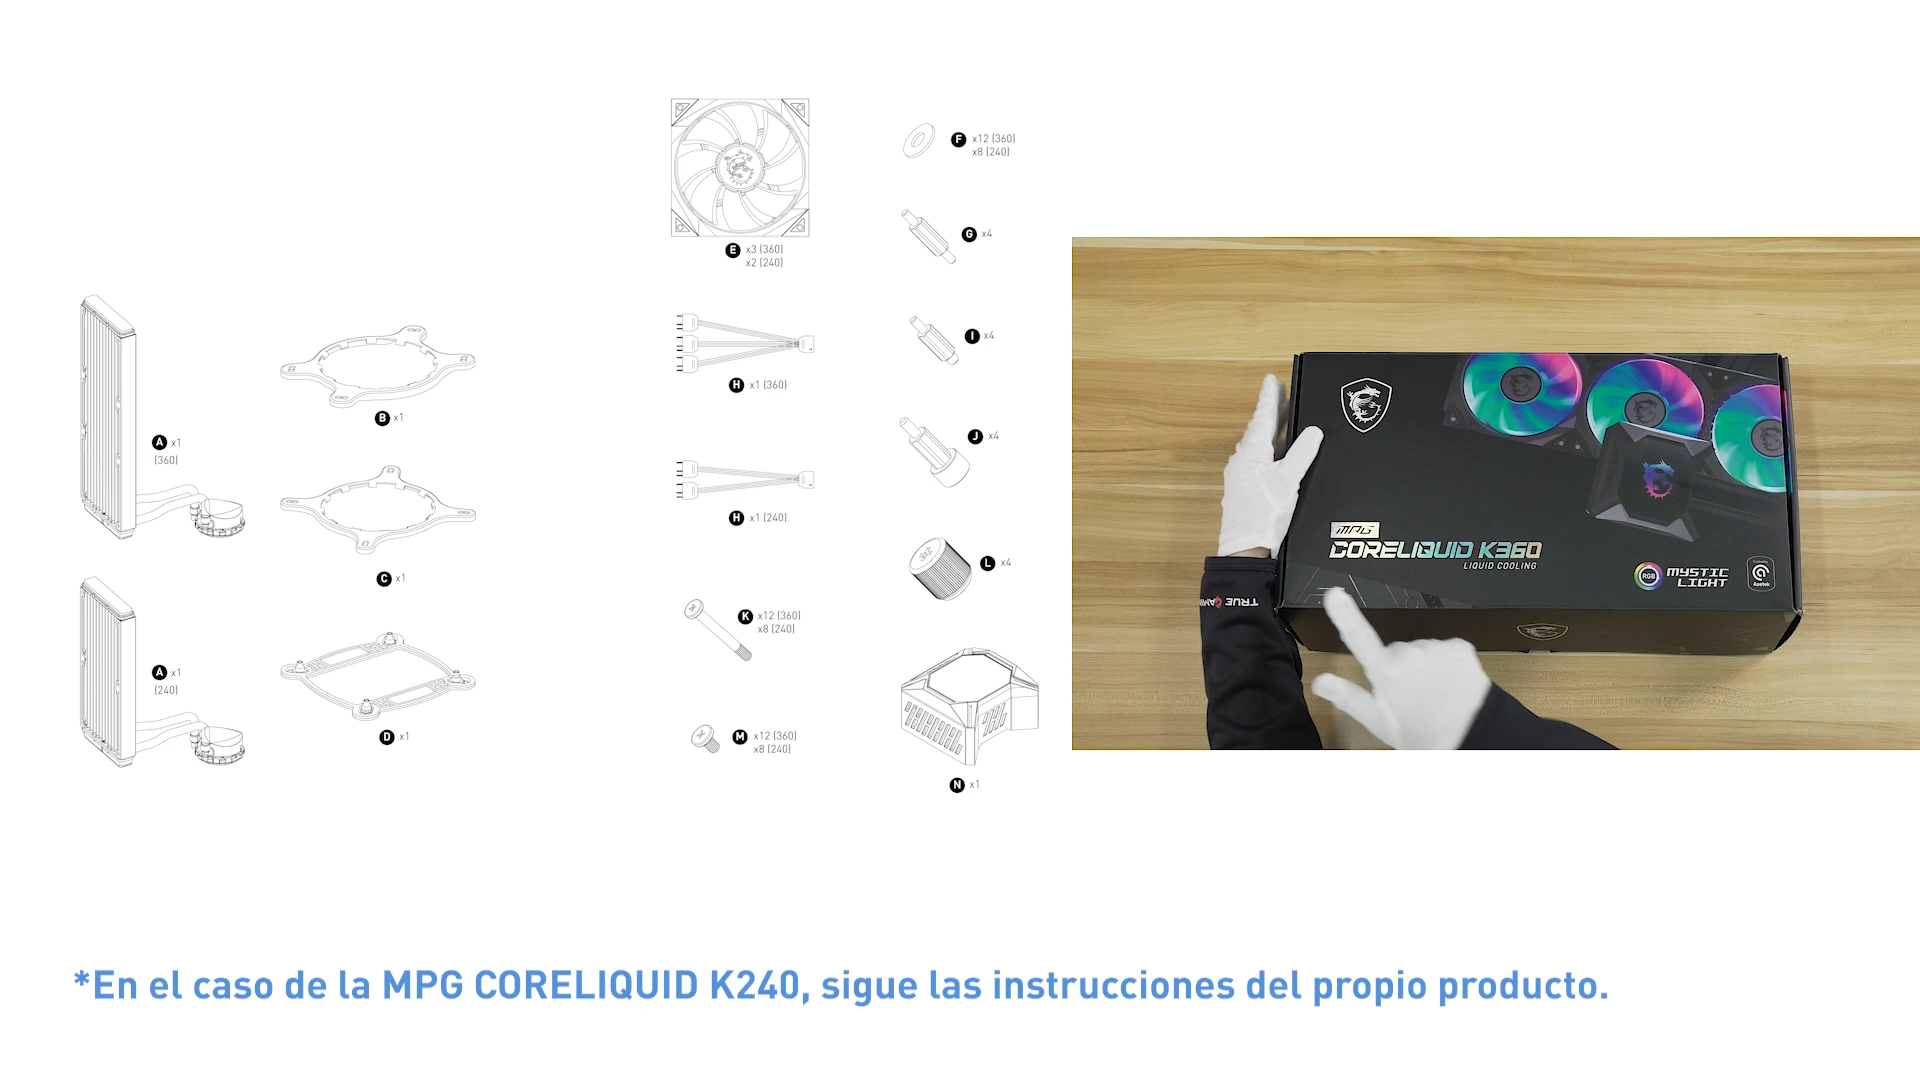 A x1
(360)
A x1
(240)
B x1
C x1
D x1
E x3 (360)
x2 (240)
H x1 (360)
H x1 (240)
K x12 (360)
x8 (240)
M x12 (360)
x8 (240)
F x12 (360)
x8 (240)
G x4
I x4
J x4
L x4
N x1
MPG
CORELIQUID K360
LIQUID COOLING
RGB
MYSTIC
LIGHT
Asetek
*En el caso de la MPG CORELIQUID K240, sigue las instrucciones del propio producto.